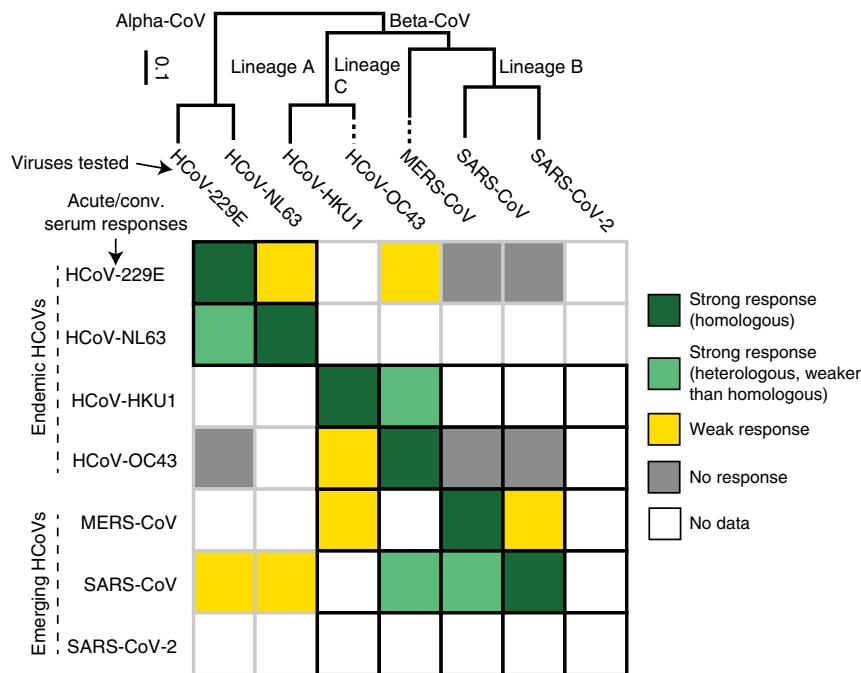 Alpha-CoV
Beta-CoV
0.1
Lineage A
Lineage
C
Lineage B
Viruses tested
HCoV-229E
HCoV-NL63
HCoV-HKU1
HCoV-OC43
MERS-CoV
SARS-CoV
SARS-CoV-2
Acute/conv.
serum responses
Endemic HCoVs
HCoV-229E
HCoV-NL63
HCoV-HKU1
HCoV-OC43
Emerging HCoVs
MERS-CoV
SARS-CoV
SARS-CoV-2
Strong response
(homologous)
Strong response
(heterologous, weaker
than homologous)
Weak response
No response
No data